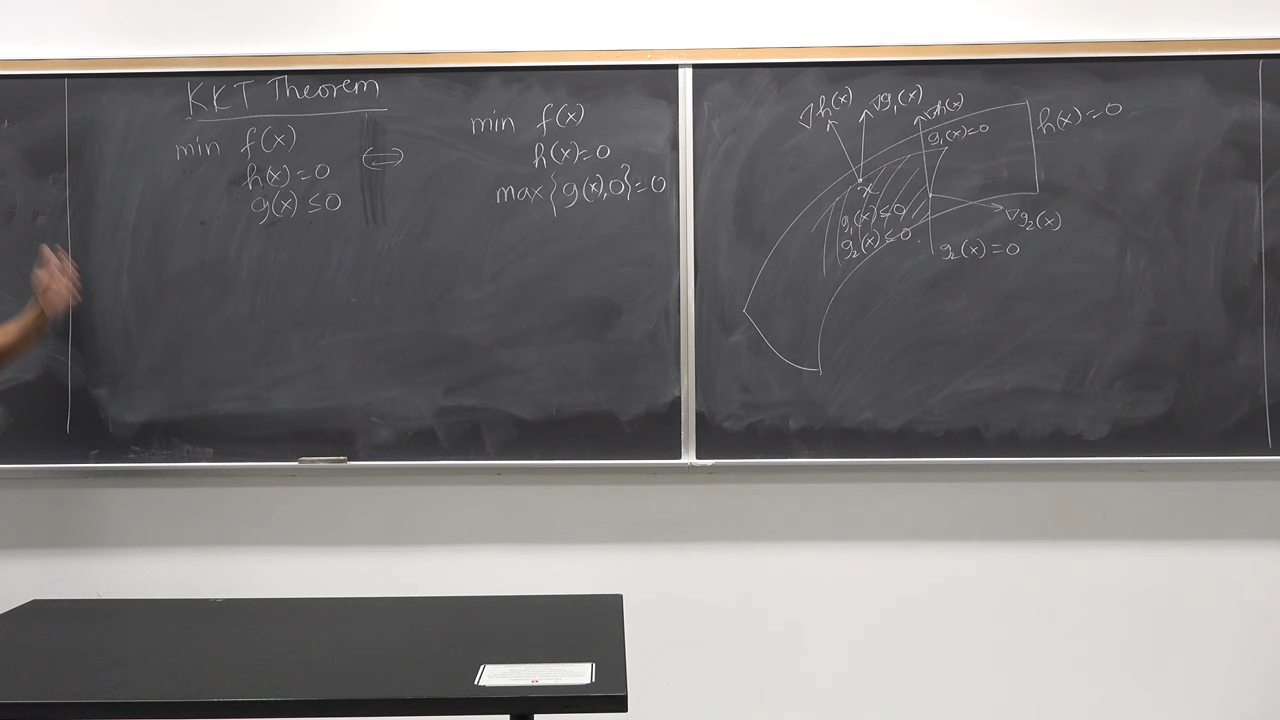 KKT Theorem
min f(x)
h(x)=0
g(x) ≤0
⇔
min f(x)
h(x)=0
max{g(x),0}=0
∇h(x)
∇g₁(x)
∇h(x)
g₁(x)=0
h(x)=0
x
g₁(x)≤0
g₂(x)≤0
∇g₂(x)
g₂(x)=0